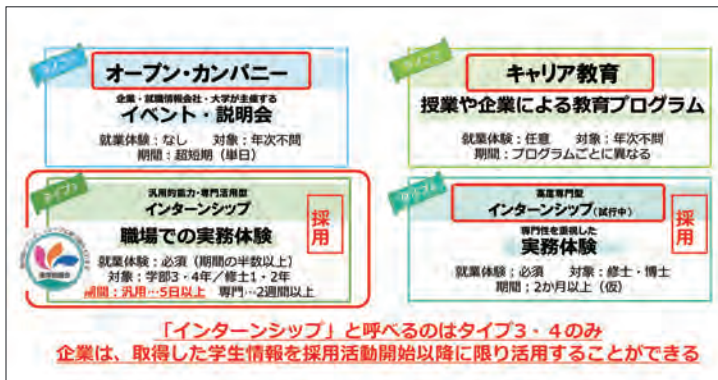 オープン・カンパニー
企業・就職情報会社・大学が主催する
イベント・説明会
就業体験：なし　対象：年次不問
期間：超短期（単日）
キャリア教育
授業や企業による教育プログラム
就業体験：任意　対象：年次不問
期間：プログラムごとに異なる
タイプ3
汎用的能力・専門活用型
インターンシップ
採用
職場での実務体験
就業体験：必須（期間の半数以上）
対象：学部3・4年／修士1・2年
期間：汎用…5日以上　専門…2週間以上
高度専門型
インターンシップ（試行中）
採用
専門性を重視した
実務体験
就業体験；必須　対象：修士・博士
期間；2か月以上（仮）
「インターンシップ」と呼べるのはタイプ3・4のみ
企業は、取得した学生情報を採用活動開始以降に限り活用することができる